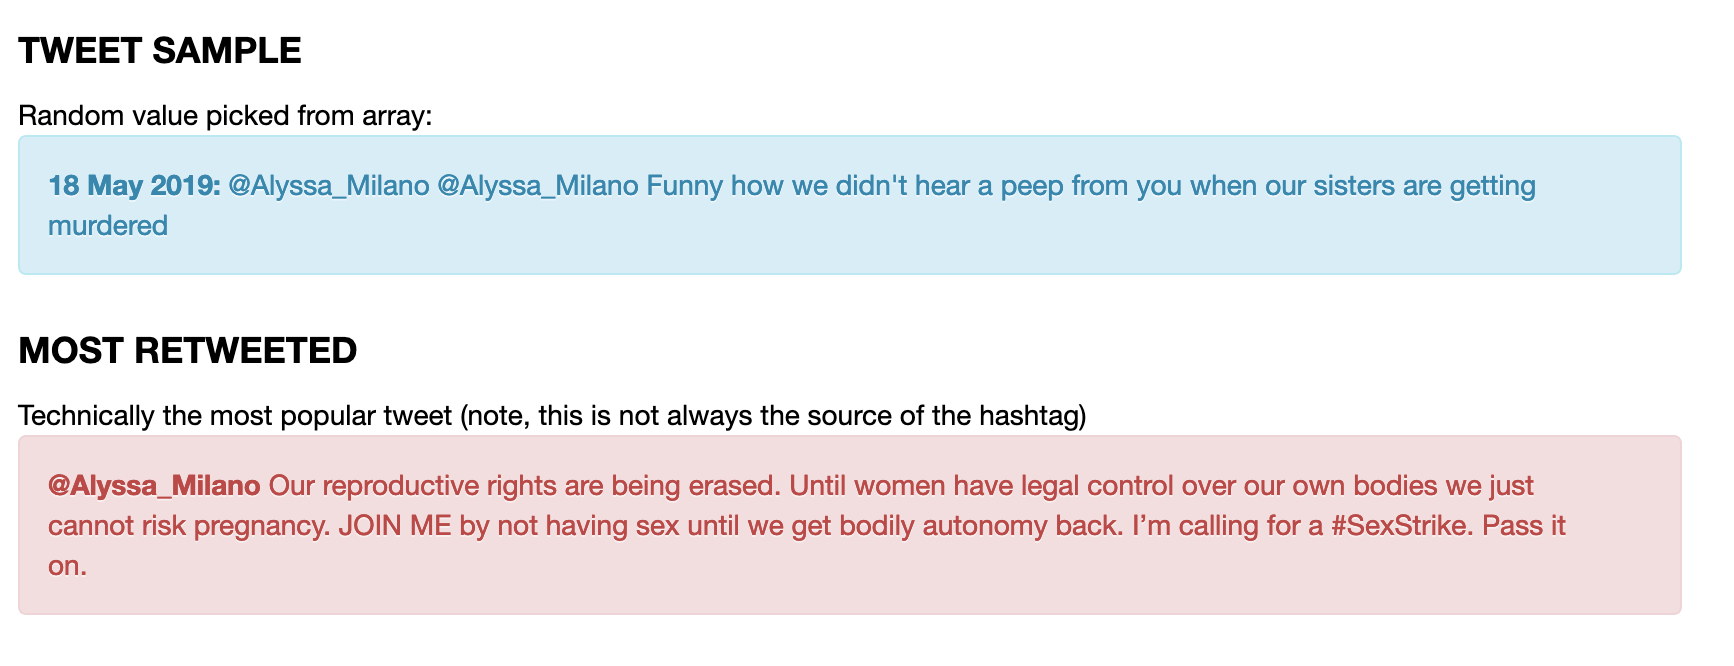 TWEET SAMPLE
Random value picked from array:
18 May 2019: @Alyssa_Milano @Alyssa_Milano Funny how we didn't hear a peep from you when our sisters are getting
murdered
MOST RETWEETED
Technically the most popular tweet (note, this is not always the source of the hashtag)
@Alyssa_Milano Our reproductive rights are being erased. Until women have legal control over our own bodies we just
cannot risk pregnancy. JOIN ME by not having sex until we get bodily autonomy back. I’m calling for a #SexStrike. Pass it
on.